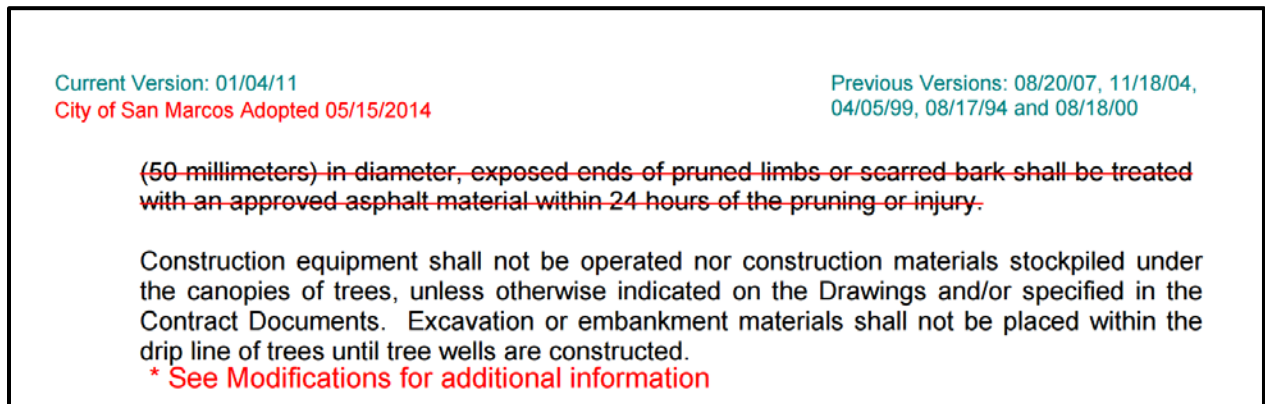 Current Version: 01/04/11
City of San Marcos Adopted 05/15/2014
Previous Versions: 08/20/07, 11/18/04,
04/05/99, 08/17/94 and 08/18/00
(50 millimeters) in diameter, exposed ends of pruned limbs or scarred bark shall be treated
with an approved asphalt material within 24 hours of the pruning or injury.
Construction equipment shall not be operated nor construction materials stockpiled under
the canopies of trees, unless otherwise indicated on the Drawings and/or specified in the
Contract Documents. Excavation or embankment materials shall not be placed within the
drip line of trees until tree wells are constructed.
* See Modifications for additional information